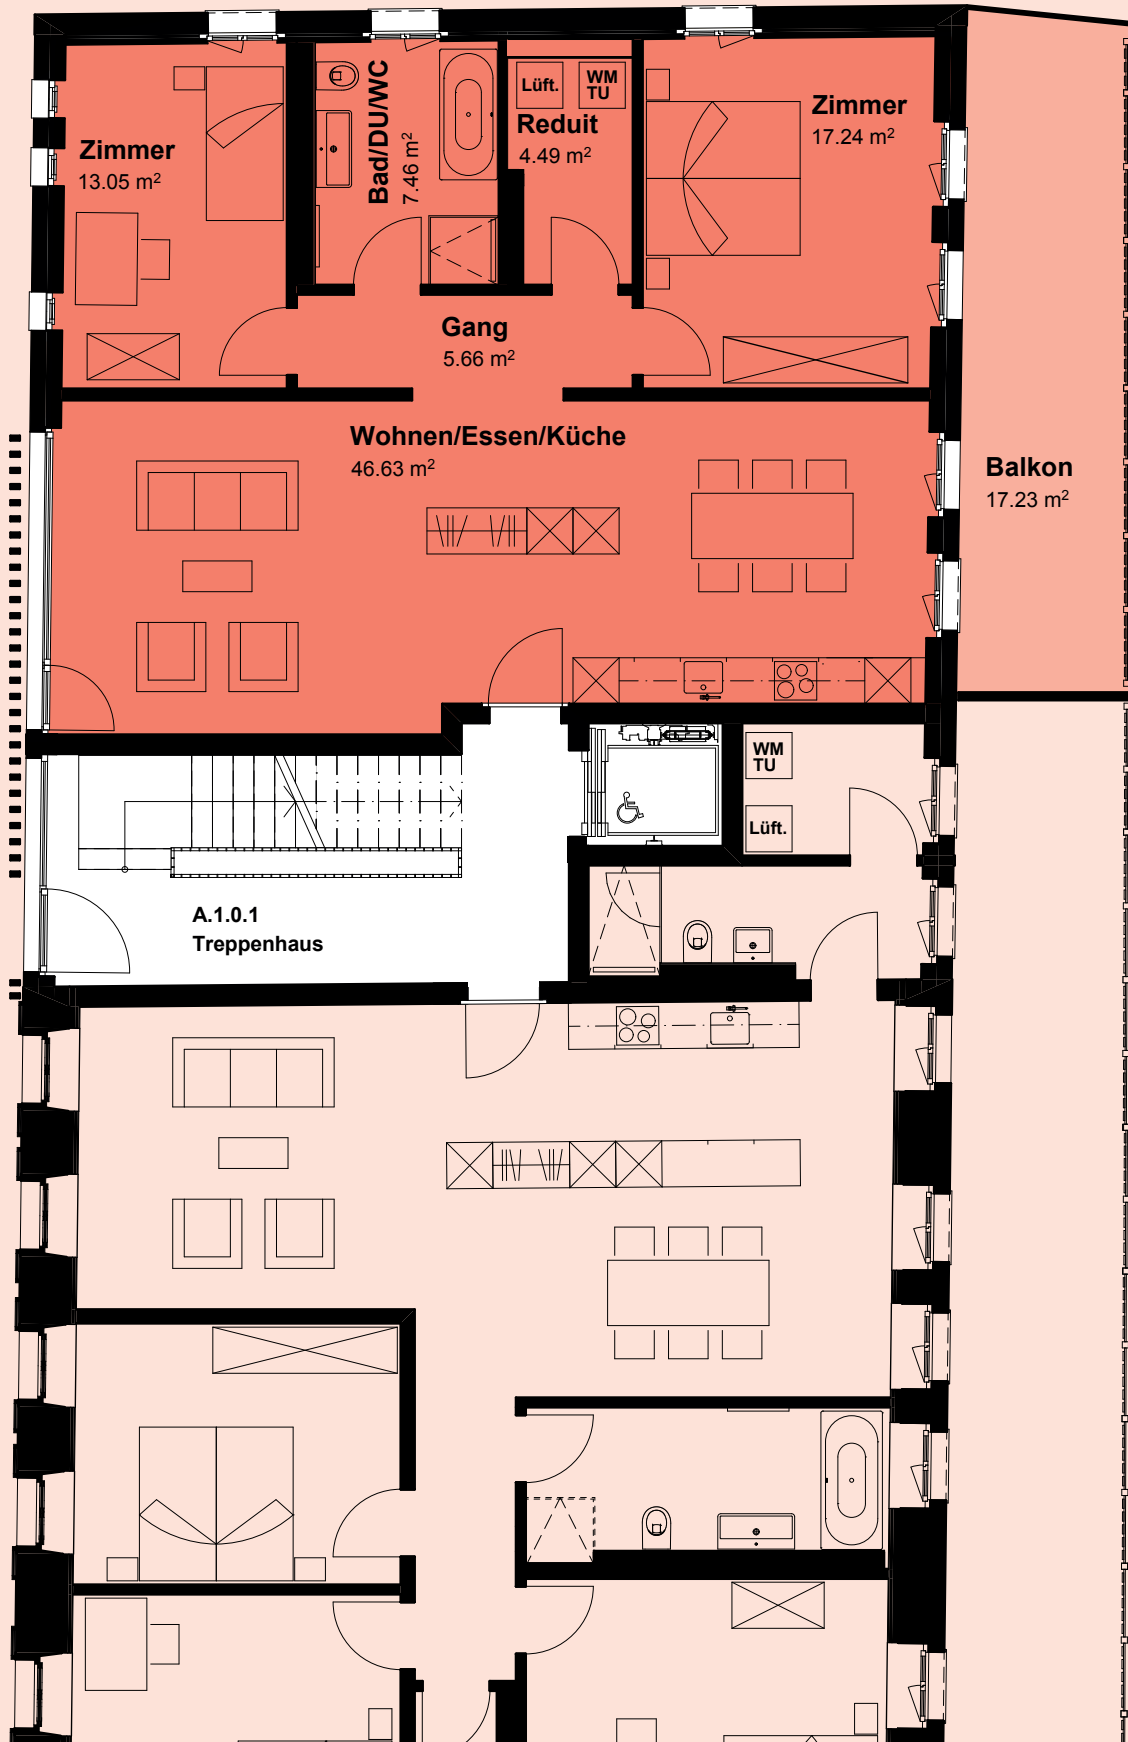 Zimmer
13.05 m²
Bad/DU/WC
7.46 m²
Lüft.
WM
TU
Reduit
4.49 m²
Zimmer
17.24 m²
Gang
5.66 m²
Wohnen/Essen/Küche
46.63 m²
Balkon
17.23 m²
WM
TU
Lüft.
A.1.0.1
Treppenhaus